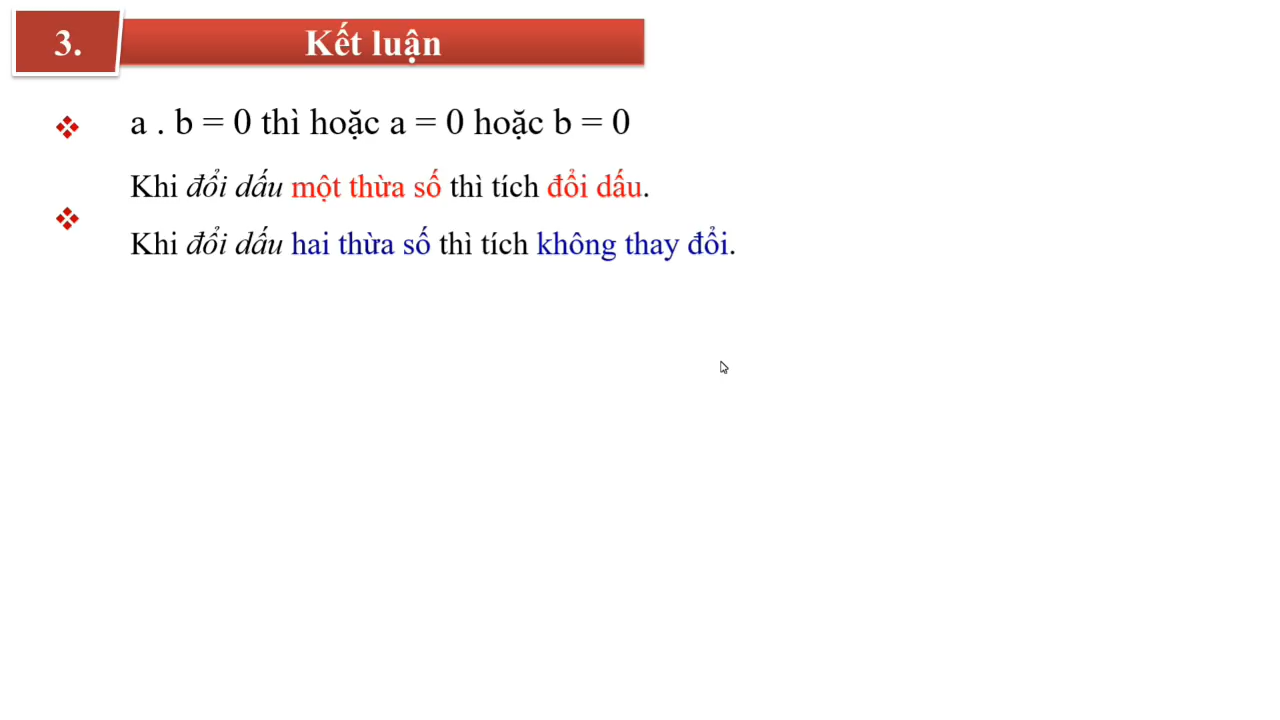 3. Kết luận
a . b = 0 thì hoặc a = 0 hoặc b = 0
Khi đổi dấu một thừa số thì tích đổi dấu.
Khi đổi dấu hai thừa số thì tích không thay đổi.